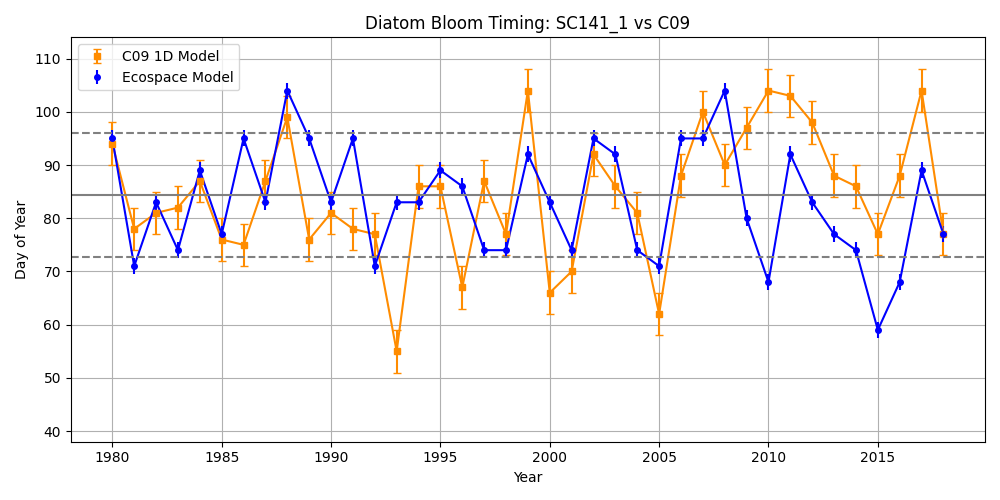 Diatom Bloom Timing: SC141_1 vs C09
C09 1D Model
Ecospace Model
110
100
90
80
70
60
50
40
Day of Year
1980 1985 1990 1995 2000 2005 2010 2015
Year